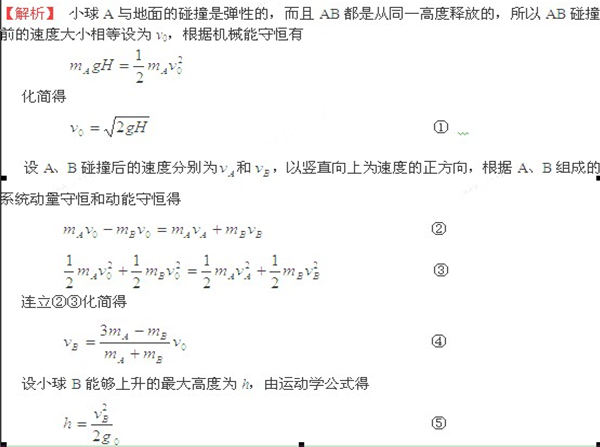 【解析】 小球 A 与地面的碰撞是弹性的，而且 AB 都是从同一高度释放的，所以 AB 碰撞
前的速度大小相等设为 v₀，根据机械能守恒有
m_A gH = \frac{1}{2} m_A v_0^2
化简得
v_0 = \sqrt{2gH} ①
设 A、B 碰撞后的速度分别为 v_A 和 v_B，以竖直向上为速度的正方向，根据 A、B 组成的
系统动量守恒和动能守恒得
m_A v_0 - m_B v_0 = m_A v_A + m_B v_B ②
\frac{1}{2} m_A v_0^2 + \frac{1}{2} m_B v_0^2 = \frac{1}{2} m_A v_A^2 + \frac{1}{2} m_B v_B^2 ③
连立②③化简得
v_B = \frac{3m_A - m_B}{m_A + m_B} v_0 ④
设小球 B 能够上升的最大高度为 h，由运动学公式得
h = \frac{v_B^2}{2g}。 ⑤